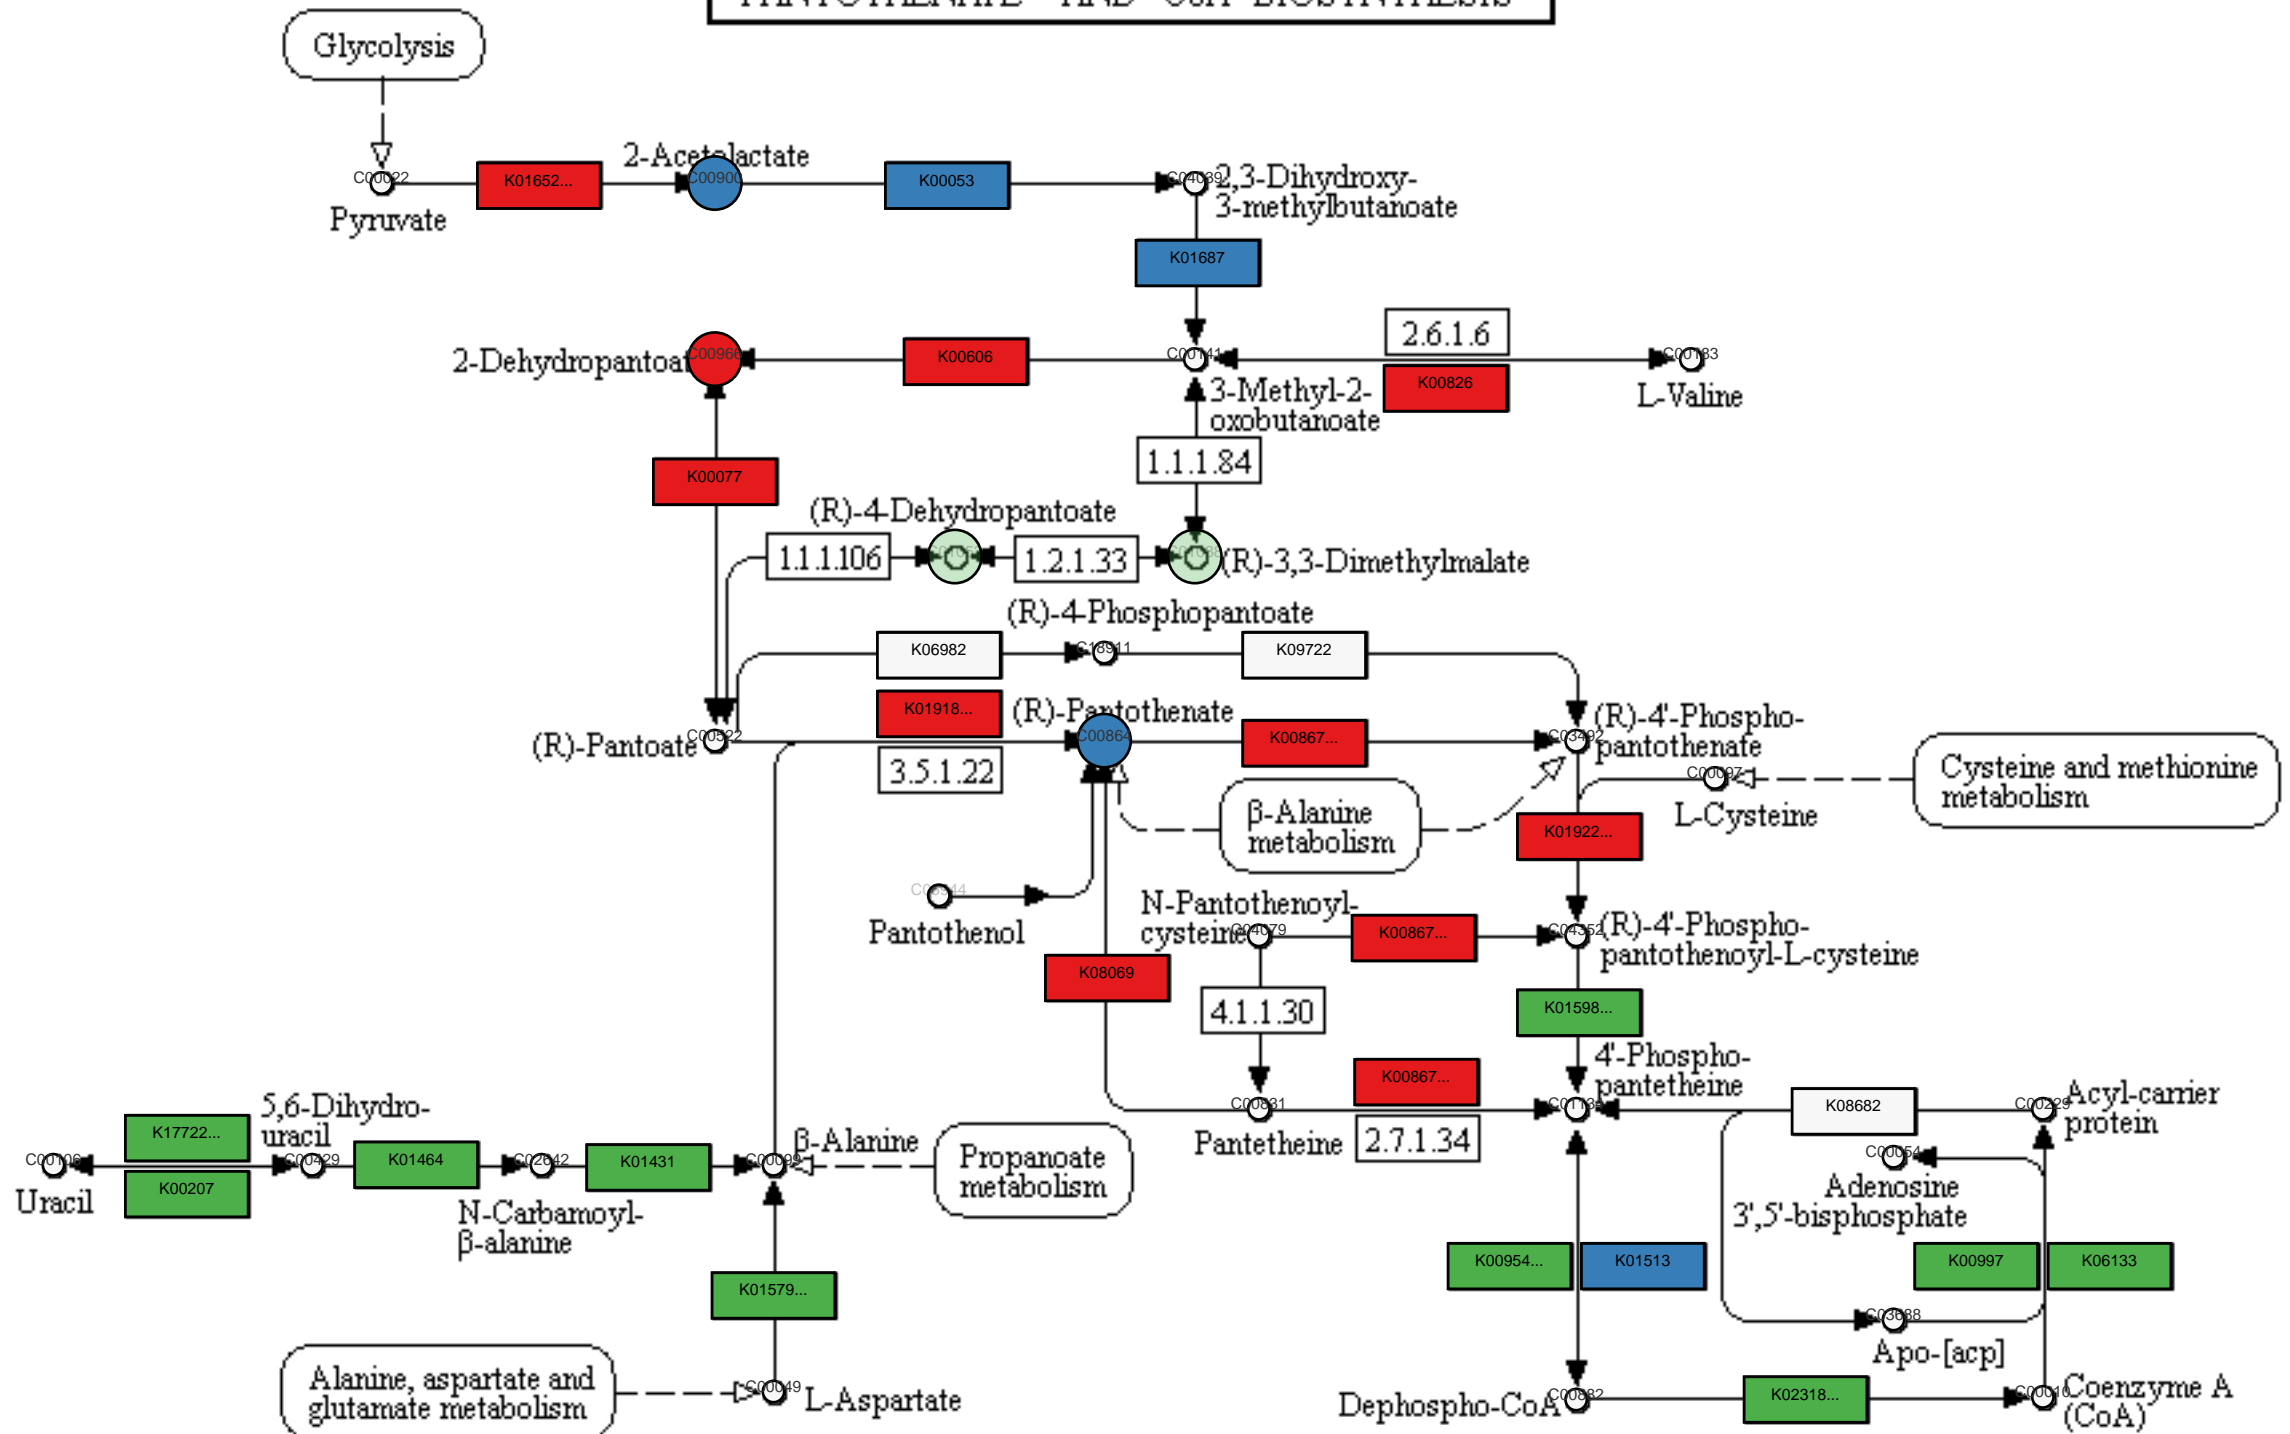 PANTOTHENATE AND CoA BIOSYNTHESIS
Glycolysis
2-Acetolactate
C00022
K01652...
C00900
K00053
C04039
2,3-Dihydroxy-
3-methylbutanoate
Pyruvate
K01687
2.6.1.6
2-Dehydropantoat
C00966
K00606
C00141
C00183
K00826
3-Methyl-2-
oxobutanoate
L-Valine
1.1.1.84
K00077
(R)-4-Dehydropantoate
1.1.1.106
1.2.1.33
(R)-3,3-Dimethylmalate
(R)-4-Phosphopantoate
K06982
C18911
K09722
K01918...
(R)-Pantothenate
(R)-4'-Phospho-
pantothenate
(R)-Pantoate
C00522
C00864
K00867...
C03492
3.5.1.22
C00097
L-Cysteine
Cysteine and methionine
metabolism
β-Alanine
metabolism
K01922...
Pantothenol
N-Pantothenoyl-
cysteine
C04079
K00867...
C04352
(R)-4'-Phospho-
pantothenoyl-L-cysteine
K08069
4.1.1.30
K01598...
4'-Phospho-
pantetheine
K00867...
C00831
C01134
K08682
C00229
Acyl-carrier
protein
Pantetheine
2.7.1.34
5,6-Dihydro-
uracil
K17722...
C00106
C00429
K01464
C02642
K01431
C00099
β-Alanine
Propanoate
metabolism
K00207
Uracil
N-Carbamoyl-
β-alanine
C00054
Adenosine
3',5'-bisphosphate
K00954...
K01513
K00997
K06133
K01579...
C03688
Apo-[acp]
Alanine, aspartate and
glutamate metabolism
C00049
L-Aspartate
Dephospho-CoA
C00882
K02318...
C00010
Coenzyme A
(CoA)